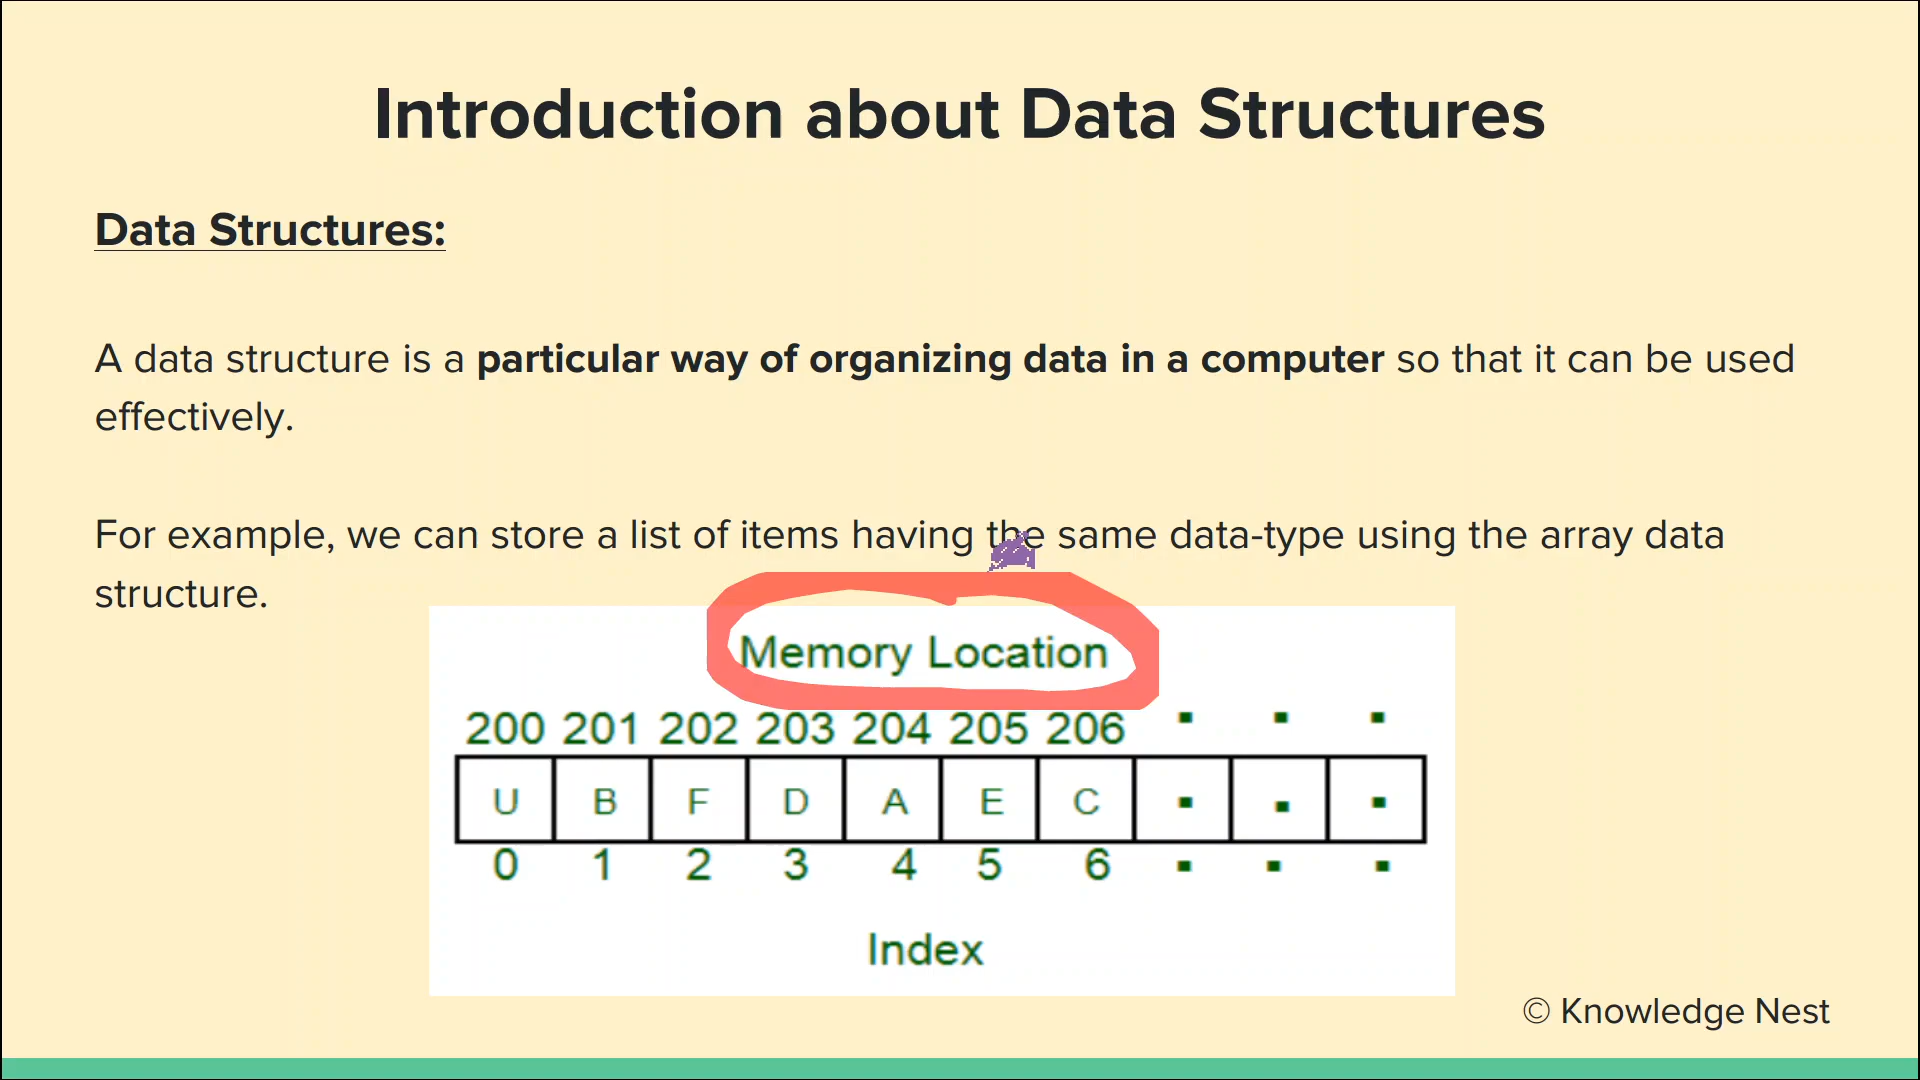 Introduction about Data Structures
Data Structures:
A data structure is a particular way of organizing data in a computer so that it can be used
effectively.
For example, we can store a list of items having the same data-type using the array data
structure.
Memory Location
200 201 202 203 204 205 206 . . .
U B F D A E C . . .
0 1 2 3 4 5 6 . . .
Index
© Knowledge Nest